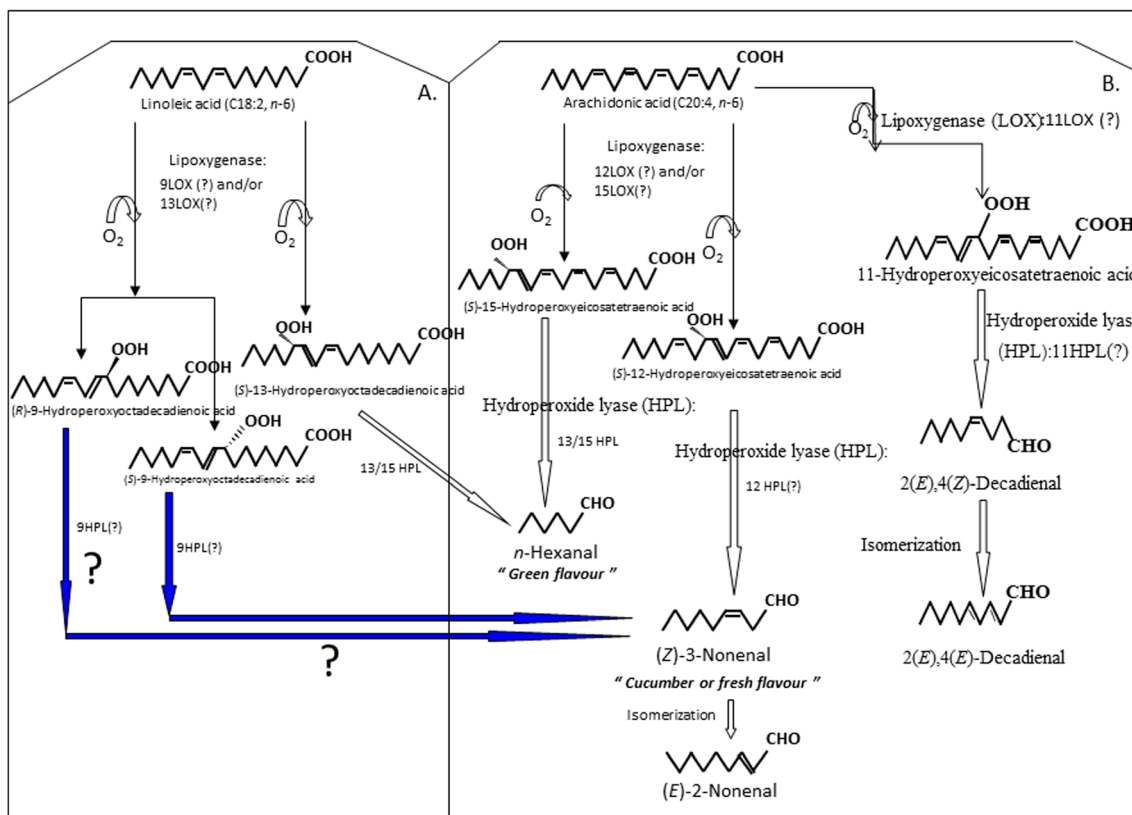 A.
COOH
Linoleic acid (C18:2, n-6)
Lipoxygenase:
9LOX (?) and/or
13LOX(?)
O2
O2
OOH
COOH
(S)-13-Hydroperoxyoctadecadienoic acid
OOH
COOH
(R)-9-Hydroperoxyoctadecadienoic acid
OOH
COOH
(S)-9-Hydroperoxyoctadecadienoic acid
13/15 HPL
9HPL(?)
?
9HPL(?)
?
B.
COOH
Arachidonic acid (C20:4, n-6)
Lipoxygenase:
12LOX (?) and/or
15LOX(?)
O2
O2
O2
Lipoxygenase (LOX):11LOX (?)
OOH
COOH
(S)-15-Hydroperoxyeicosatetraenoic acid
OOH
COOH
(S)-12-Hydroperoxyeicosatetraenoic acid
OOH
COOH
11-Hydroperoxyeicosatetraenoic acid
Hydroperoxide lyase (HPL):
13/15 HPL
Hydroperoxide lyase (HPL):
12 HPL(?)
Hydroperoxide lyase
(HPL):11HPL(?)
CHO
n-Hexanal
“ Green flavour ”
CHO
(Z)-3-Nonenal
“ Cucumber or fresh flavour ”
Isomerization
CHO
(E)-2-Nonenal
CHO
2(E),4(Z)-Decadienal
Isomerization
CHO
2(E),4(E)-Decadienal